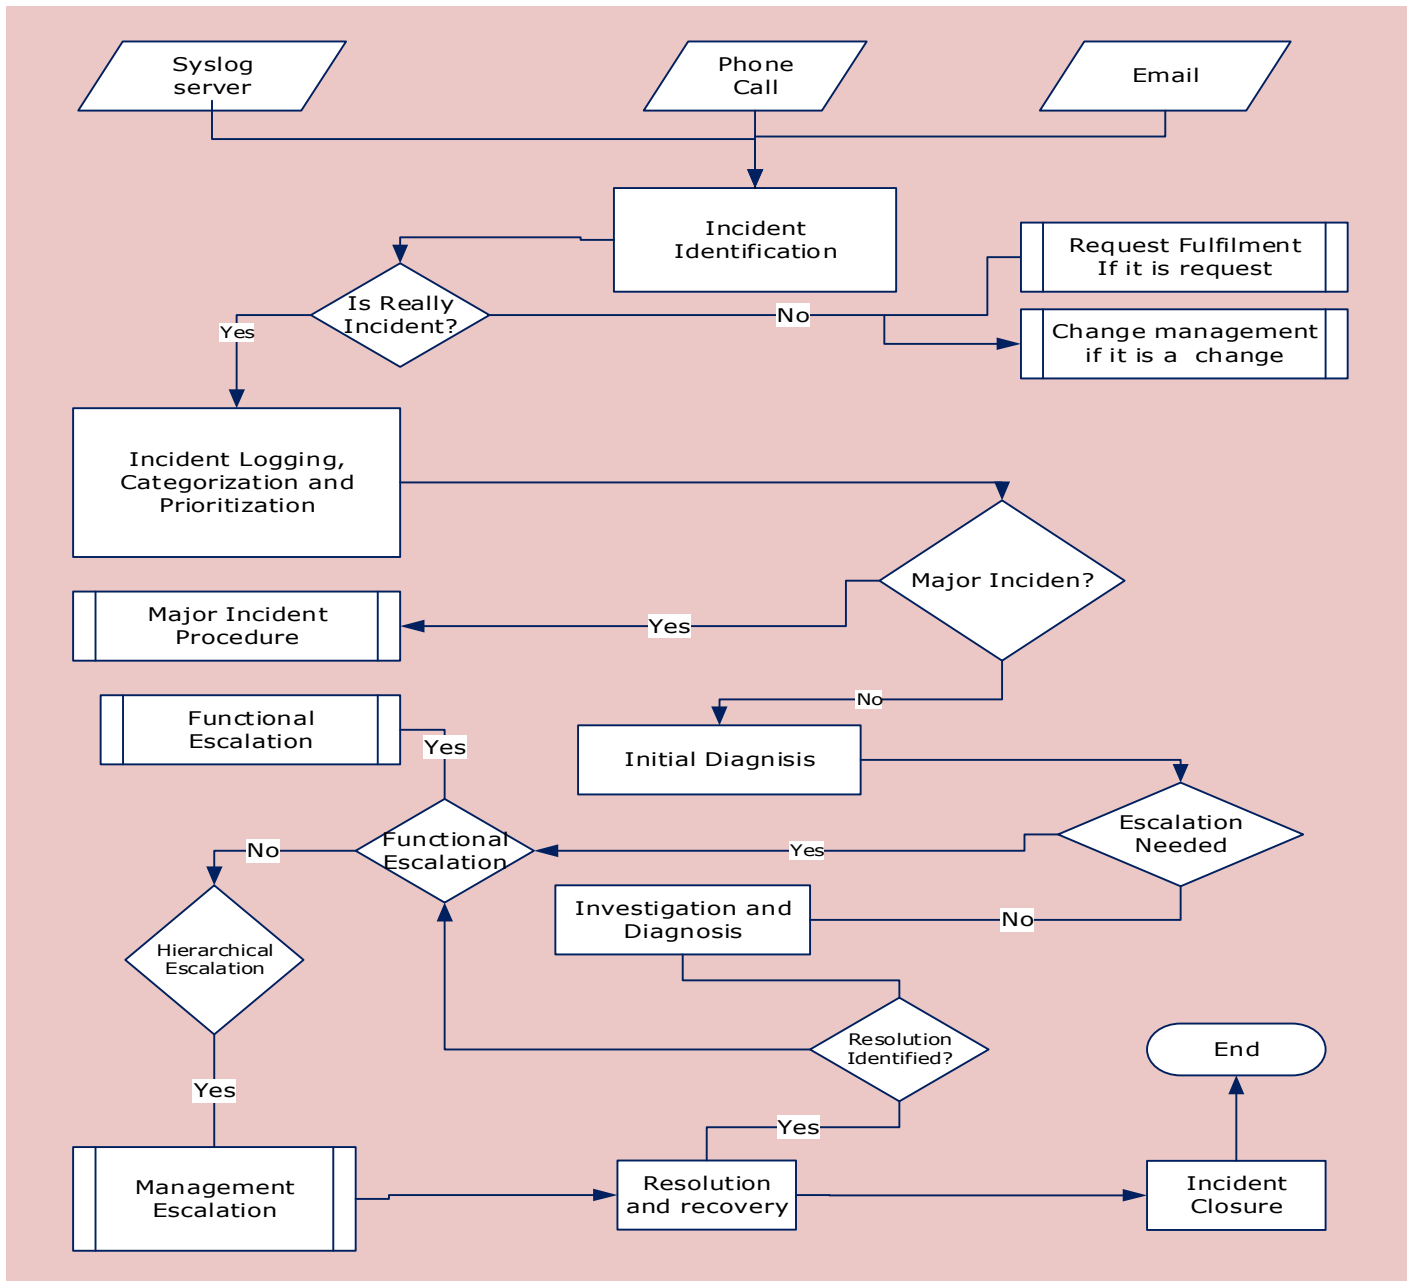 Syslog
server
Phone
Call
Email
Incident
Identification
Request Fulfilment
If it is request
Is Really
Incident?
No
Yes
Change management
if it is a  change
Incident Logging,
Categorization and
Prioritization
Major Inciden?
Major Incident
Procedure
Yes
No
Functional
Escalation
Yes
Initial Diagnisis
Escalation
Needed
Functional
Escalation
No
Yes
Investigation and
Diagnosis
No
Hierarchical
Escalation
Resolution
Identified?
End
Yes
Yes
Management
Escalation
Resolution
and recovery
Incident
Closure